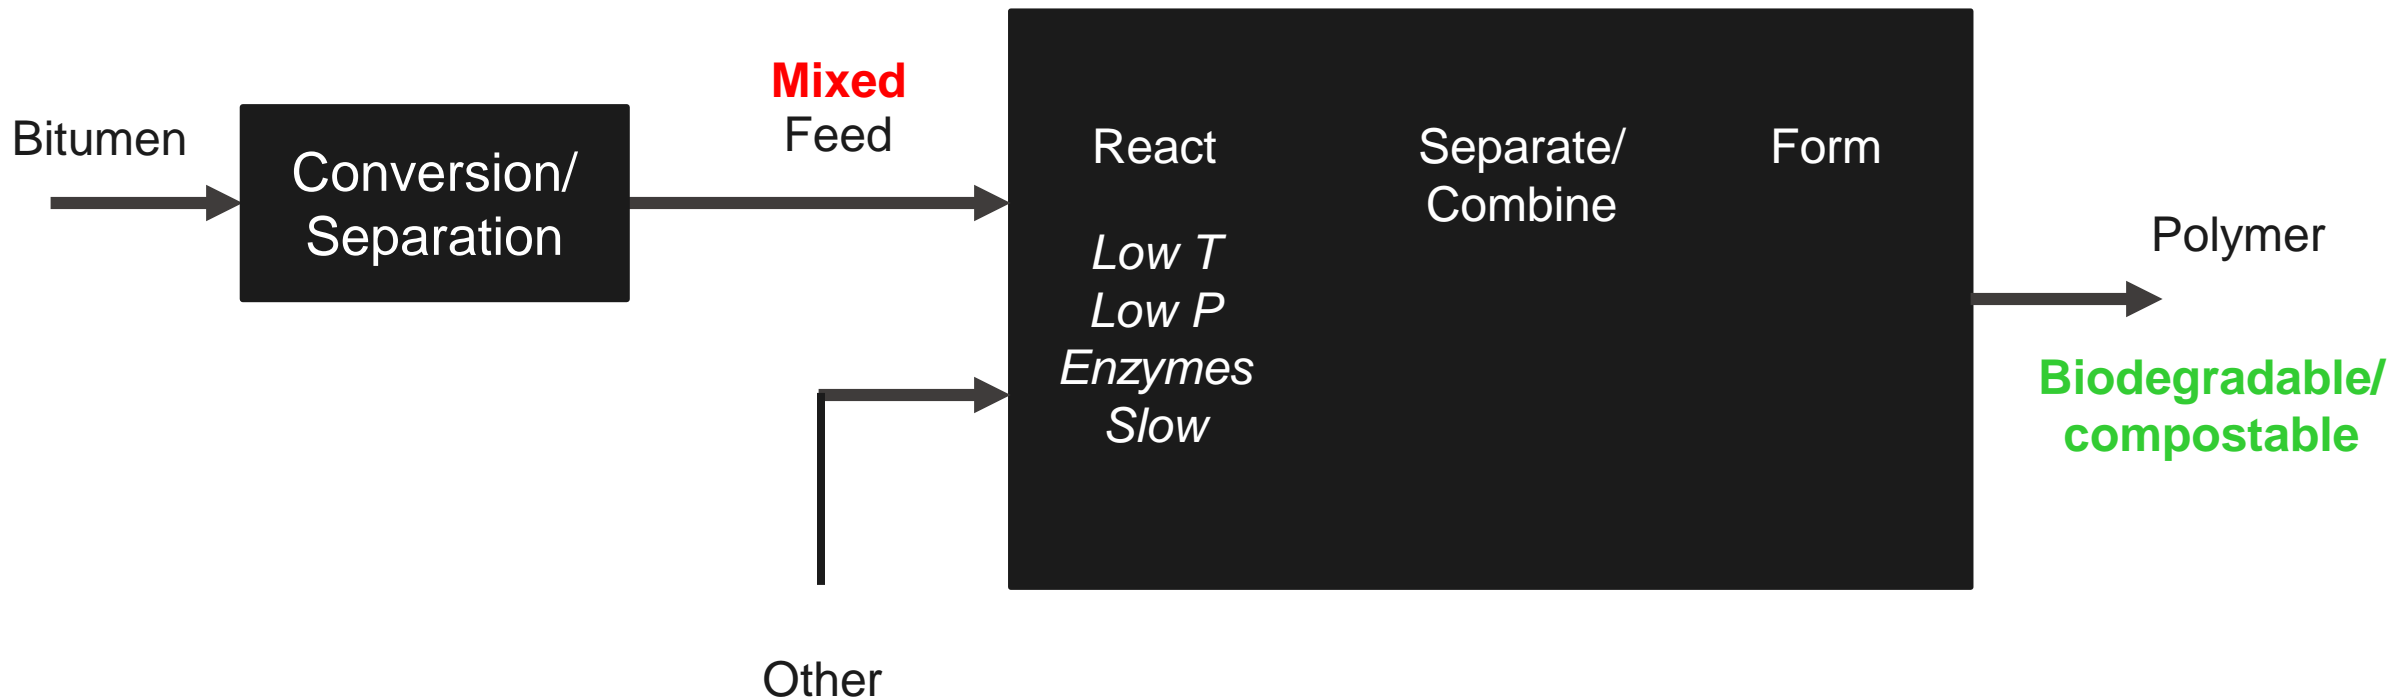 Bitumen
Conversion/
Separation
Mixed
Feed
Other
React
Low T
Low P
Enzymes
Slow
Separate/
Combine
Form
Polymer
Biodegradable/
compostable